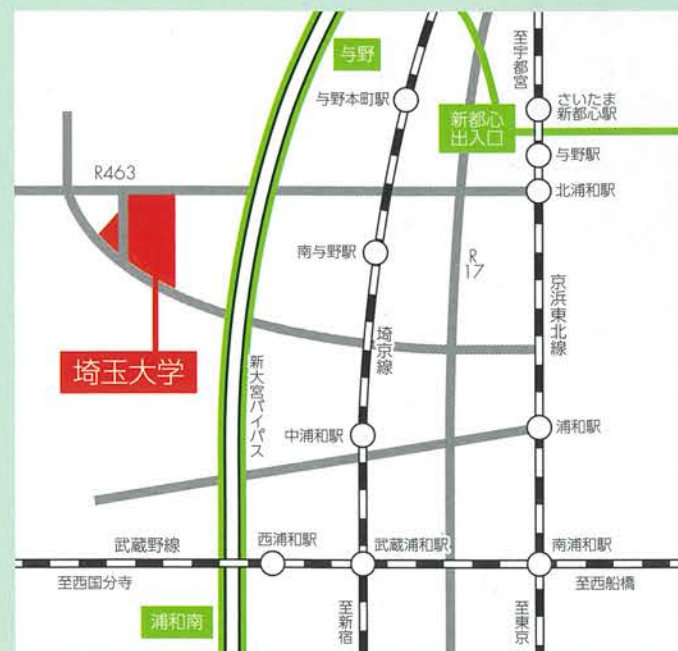 与野
至宇都宮
与野本町駅
さいたま
新都心駅
新都心
出入口
与野駅
R463
北浦和駅
南与野駅
R
17
京浜東北線
埼京線
埼玉大学
新大宮バイパス
中浦和駅
浦和駅
武蔵野線
西浦和駅
武蔵浦和駅
南浦和駅
至西国分寺
至西船橋
浦和南
至新宿
至東京